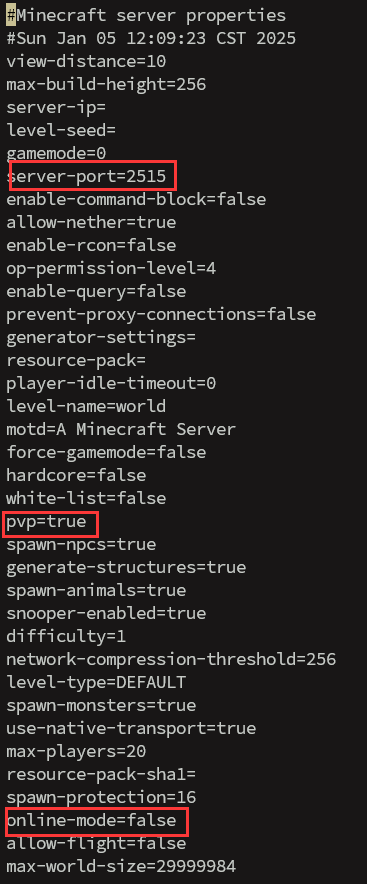 #Minecraft server properties
#Sun Jan 05 12:09:23 CST 2025
view-distance=10
max-build-height=256
server-ip=
level-seed=
gamemode=0
server-port=2515
enable-command-block=false
allow-nether=true
enable-rcon=false
op-permission-level=4
enable-query=false
prevent-proxy-connections=false
generator-settings=
resource-pack=
player-idle-timeout=0
level-name=world
motd=A Minecraft Server
force-gamemode=false
hardcore=false
white-list=false
pvp=true
spawn-npcs=true
generate-structures=true
spawn-animals=true
snooper-enabled=true
difficulty=1
network-compression-threshold=256
level-type=DEFAULT
spawn-monsters=true
use-native-transport=true
max-players=20
resource-pack-sha1=
spawn-protection=16
online-mode=false
allow-flight=false
max-world-size=29999984